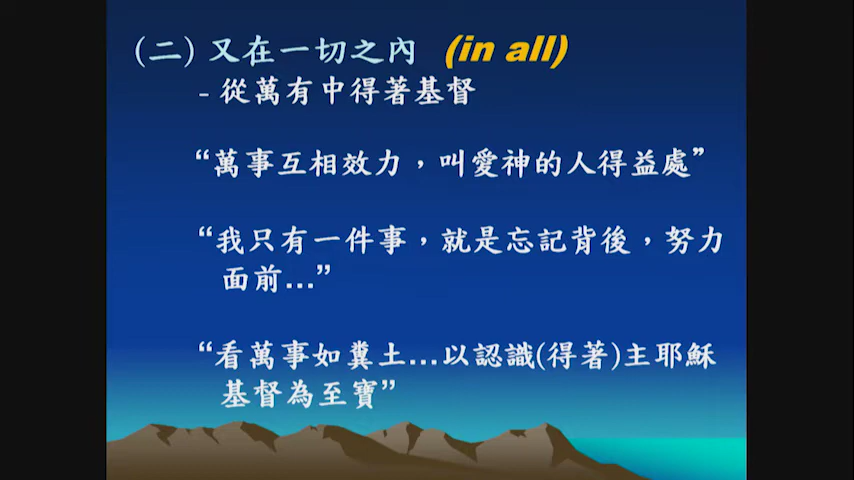 (二) 又在一切之內 (in all)
- 從萬有中得著基督
“萬事互相效力，叫愛神的人得益處”
“我只有一件事，就是忘記背後，努力
面前…”
“看萬事如糞土…以認識(得著)主耶穌
基督為至寶”